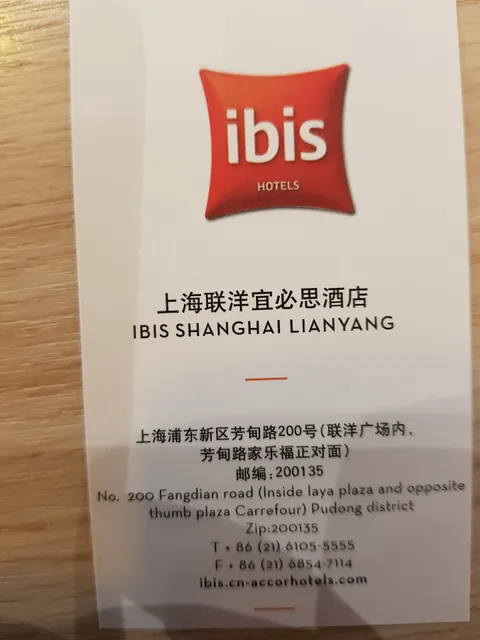 ibis
HOTELS
上海联洋宜必思酒店
IBIS SHANGHAI LIANYANG
上海浦东新区芳甸路200号(联洋广场内、
芳甸路家乐福正对面)
邮编:200135
No. 200 Fangdian road (Inside laya plaza and opposite
thumb plaza Carrefour) Pudong district
Zip:200135
T + 86 (21) 6105-5555
F + 86 (21) 6854-7114
ibis.cn-accorhotels.com